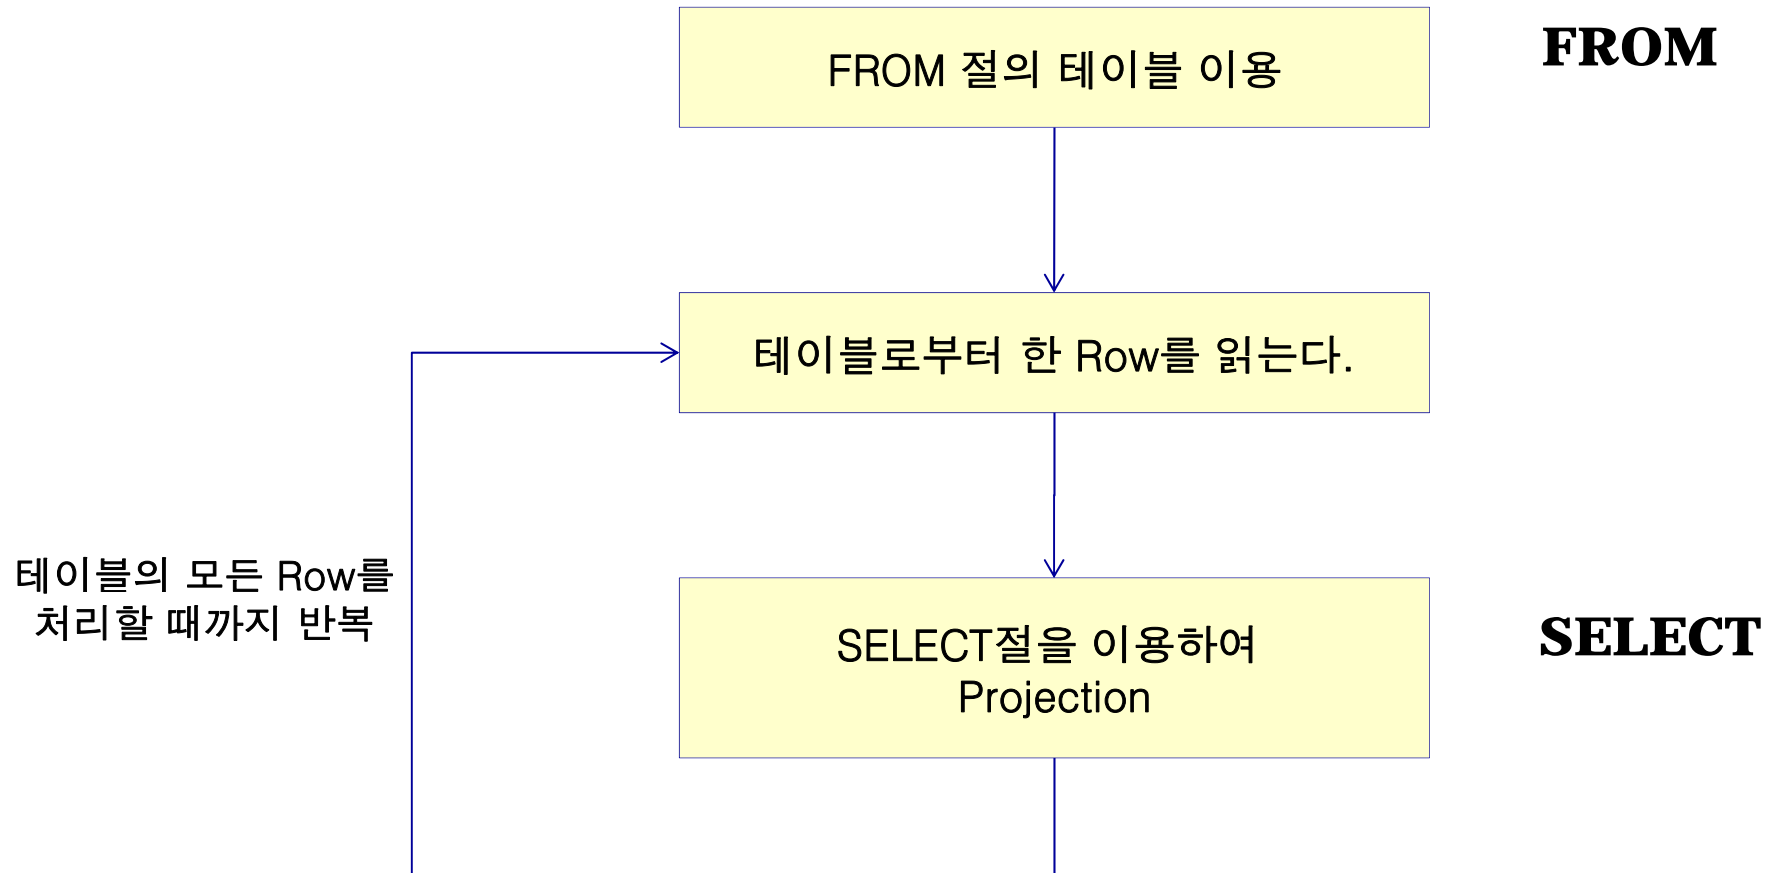 FROM 절의 테이블 이용
FROM
테이블로부터 한 Row를 읽는다.
테이블의 모든 Row를
처리할 때까지 반복
SELECT절을 이용하여
Projection
SELECT